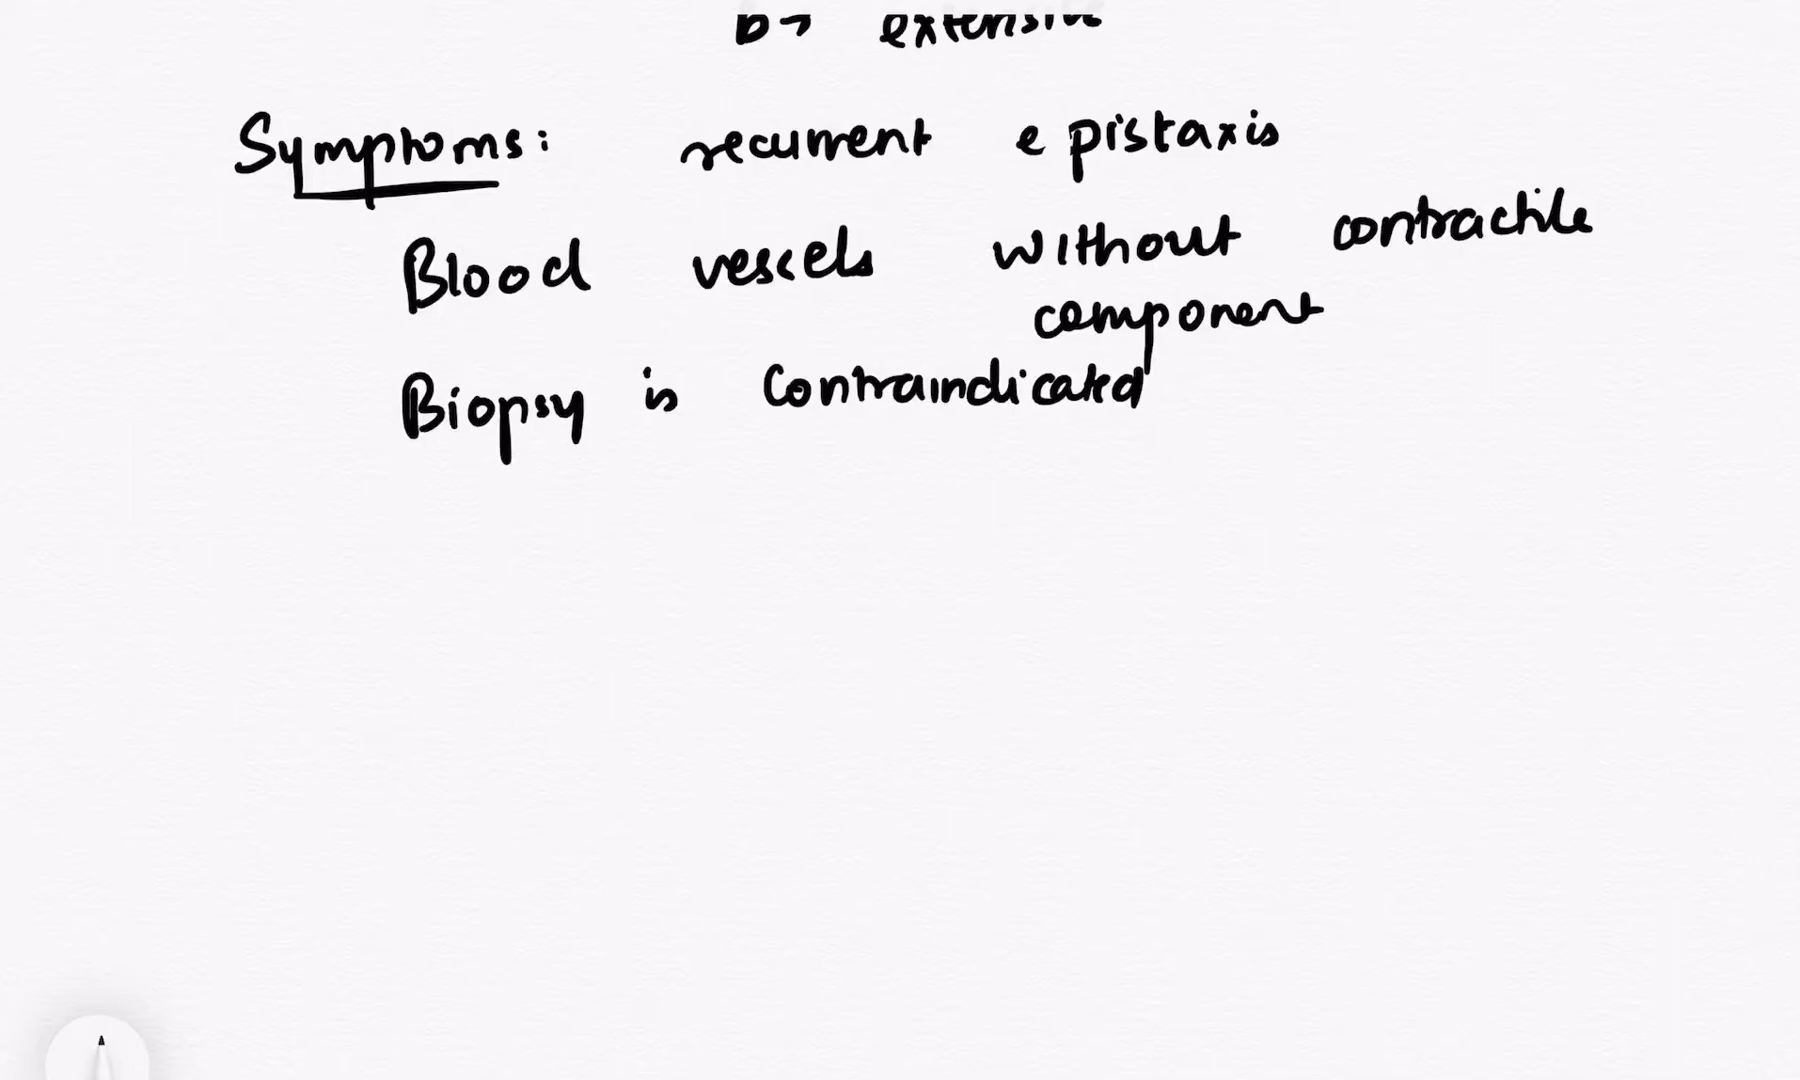 b→ extensive
Symptoms: recurrent epistaxis
Blood vessels without contractile
component
Biopsy is contraindicated